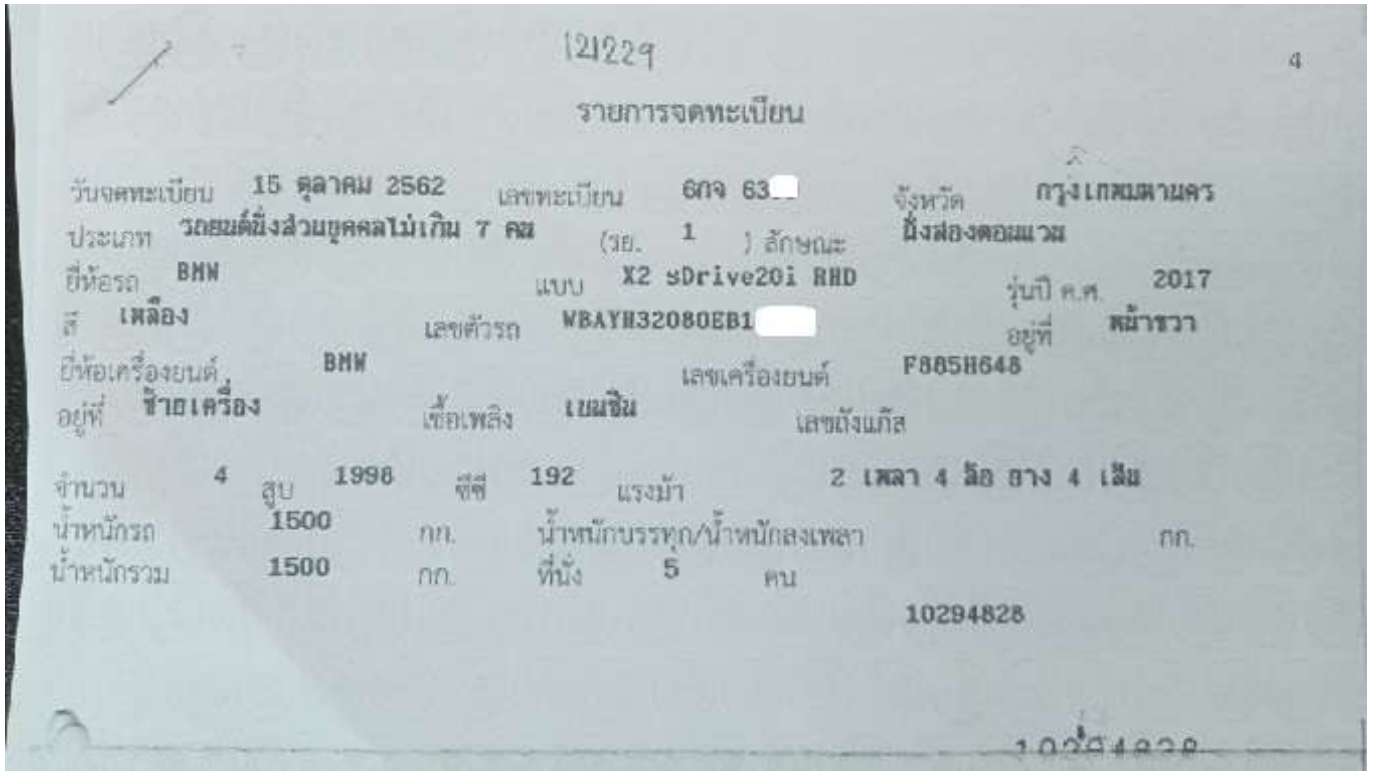 121229
4
รายการจดทะเบียน
วันจดทะเบียน 15 ตุลาคม 2562 เลขทะเบียน 6กจ 63 จังหวัด กรุงเทพมหานคร
ประเภท รถยนต์นั่งส่วนบุคคลไม่เกิน 7 คน (รย. 1 ) ลักษณะ นั่งสองตอนแวน
ยี่ห้อรถ BMW แบบ X2 sDrive20i RHD รุ่นปี ค.ศ. 2017
สี เหลือง เลขตัวรถ WBAYH32080EB1 อยู่ที่ หน้าขวา
ยี่ห้อเครื่องยนต์ BMW เลขเครื่องยนต์ F885H648
อยู่ที่ ซ้ายเครื่อง เชื้อเพลิง เบนซิน เลขถังแก๊ส
จำนวน 4 สูบ 1998 ซีซี 192 แรงม้า 2 เพลา 4 ล้อ ยาง 4 เส้น
น้ำหนักรถ 1500 กก. น้ำหนักบรรทุก/น้ำหนักลงเพลา กก.
น้ำหนักรวม 1500 กก. ที่นั่ง 5 คน
10294828
10294828